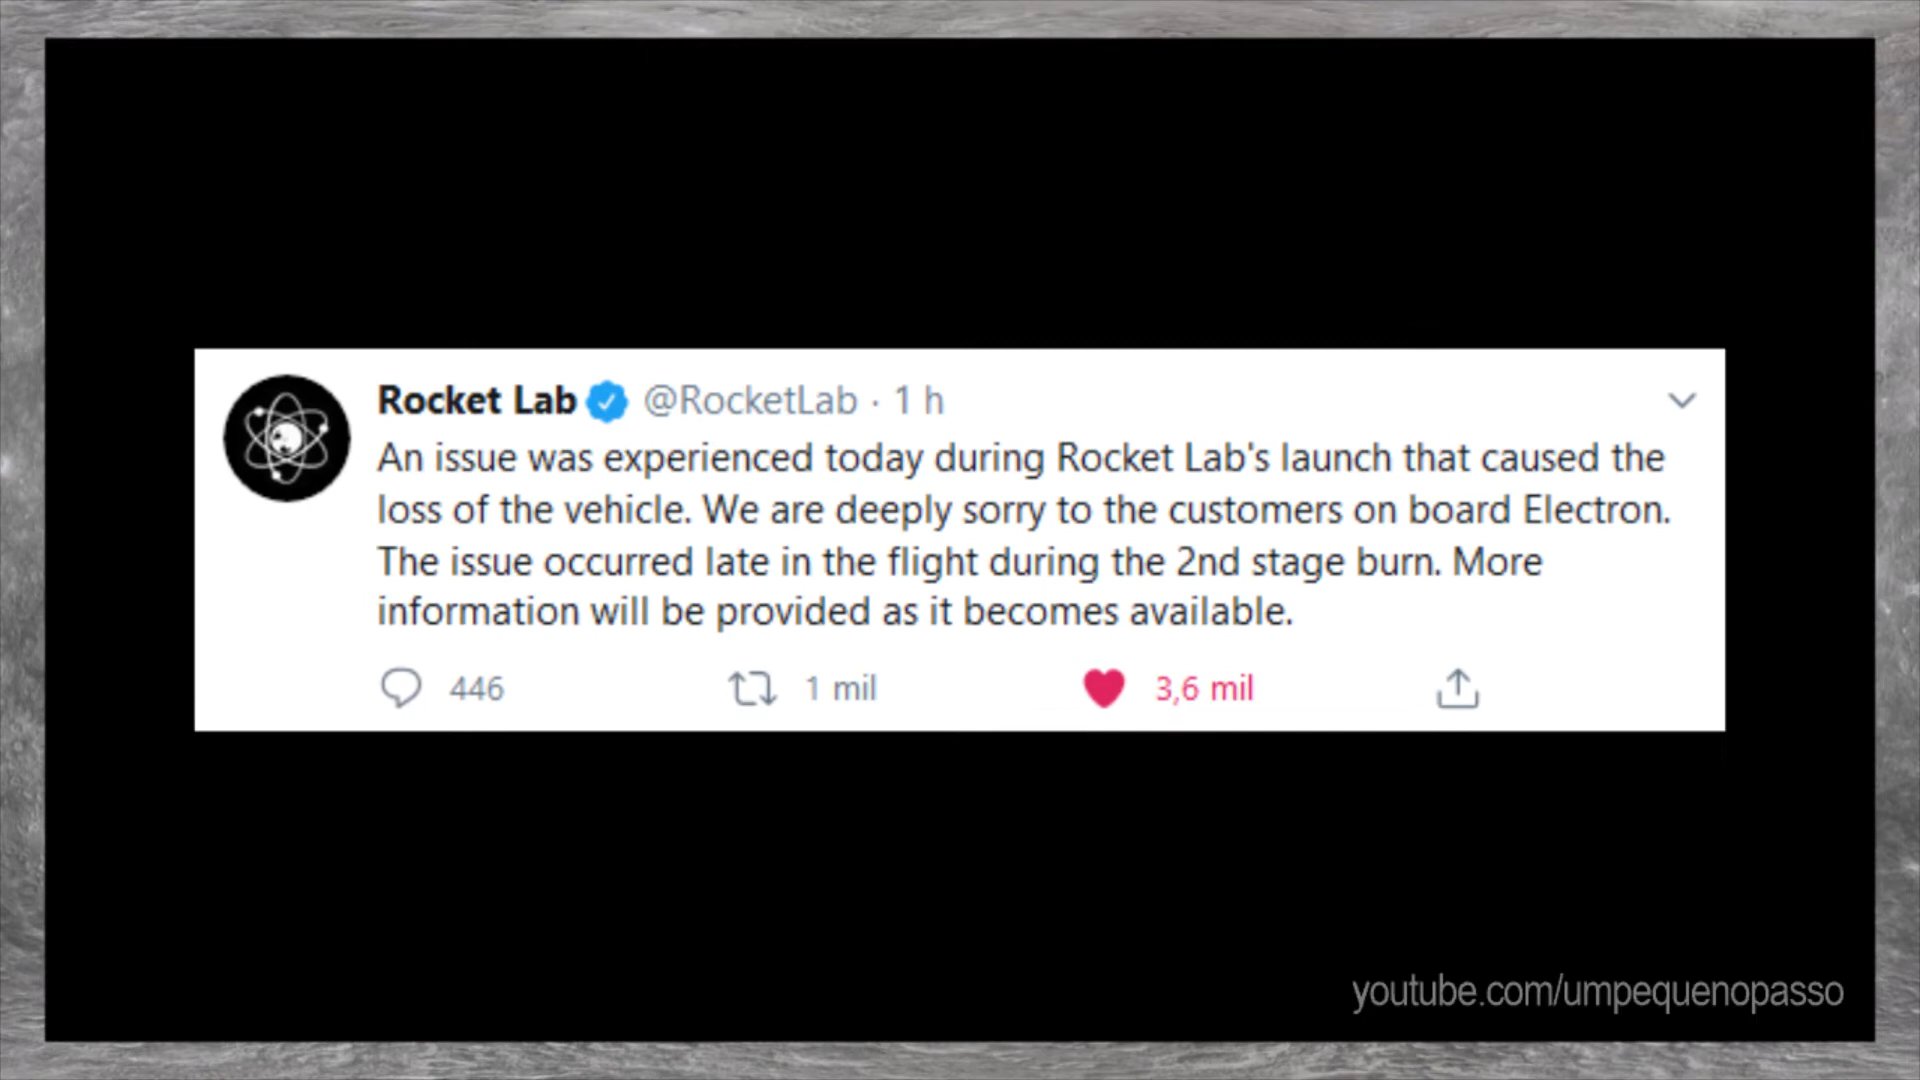 Rocket Lab @RocketLab · 1 h
An issue was experienced today during Rocket Lab's launch that caused the
loss of the vehicle. We are deeply sorry to the customers on board Electron.
The issue occurred late in the flight during the 2nd stage burn. More
information will be provided as it becomes available.
446 1 mil 3,6 mil
youtube.com/umpequenopasso